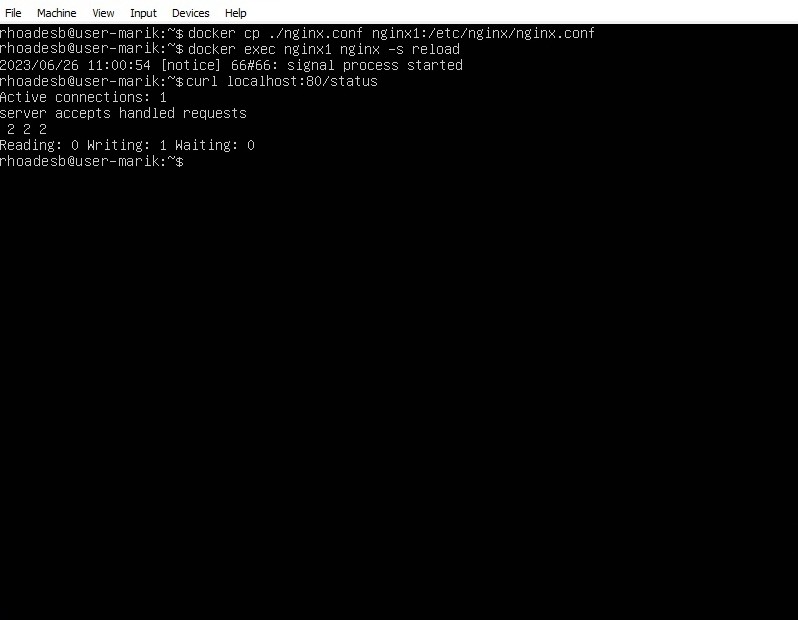 File Machine View Input Devices Help
rhoadesb@user-marik:~$ docker cp ./nginx.conf nginx1:/etc/nginx/nginx.conf
rhoadesb@user-marik:~$ docker exec nginx1 nginx -s reload
2023/06/26 11:00:54 [notice] 66#66: signal process started
rhoadesb@user-marik:~$ curl localhost:80/status
Active connections: 1
server accepts handled requests
 2 2 2
Reading: 0 Writing: 1 Waiting: 0
rhoadesb@user-marik:~$